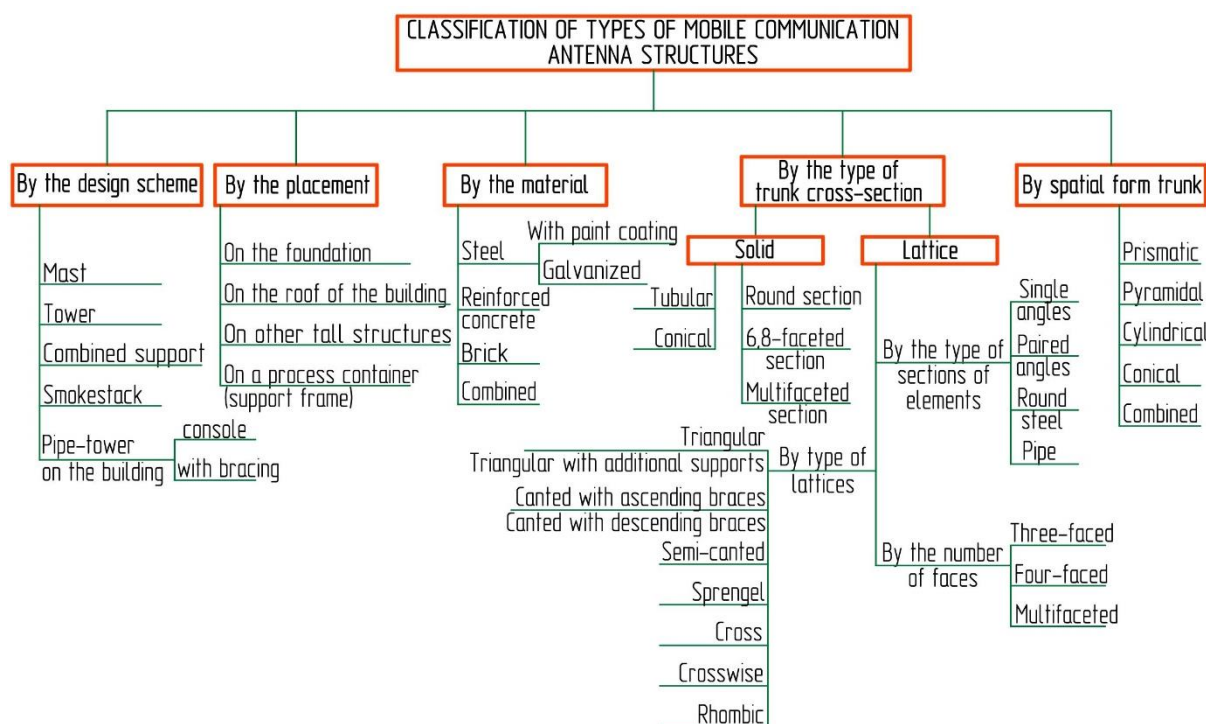 CLASSIFICATION OF TYPES OF MOBILE COMMUNICATION
ANTENNA STRUCTURES
By the design scheme
Mast
Tower
Combined support
Smokestack
Pipe-tower
on the building
console
with bracing
By the placement
On the foundation
On the roof of the building
On other tall structures
On a process container
(support frame)
By the material
Steel
With paint coating
Galvanized
Reinforced
concrete
Brick
Combined
By the type of
trunk cross-section
Solid
Tubular
Conical
Round section
6,8-faceted
section
Multifaceted
section
Lattice
By the type of
sections of
elements
Single
angles
Paired
angles
Round
steel
Pipe
By type of
lattices
Triangular
Triangular with additional supports
Canted with ascending braces
Canted with descending braces
Semi-canted
Sprengel
Cross
Crosswise
Rhombic
By the number
of faces
Three-faced
Four-faced
Multifaceted
By spatial form trunk
Prismatic
Pyramidal
Cylindrical
Conical
Combined